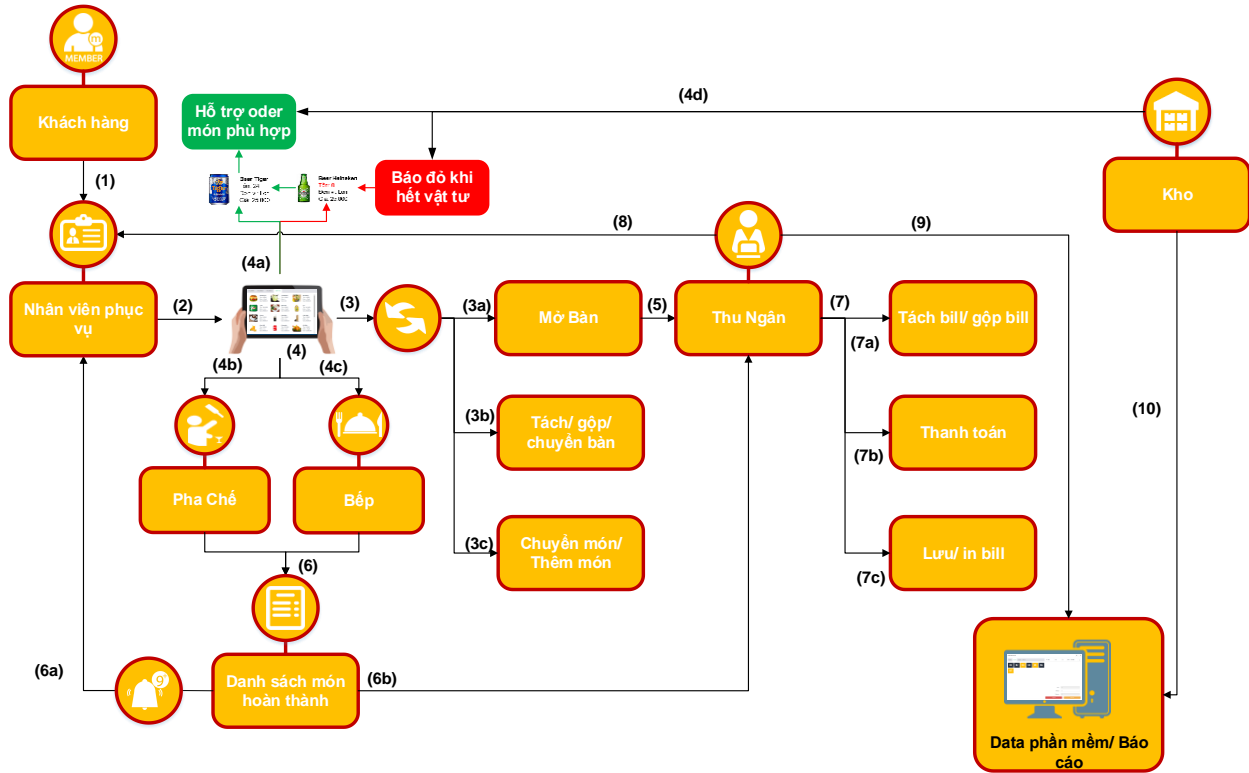 MEMBER
Khách hàng
(1)
Hỗ trợ oder
món phù hợp
(4d)
Báo đỏ khi
hết vật tư
Beer Tiger
Beer Heineken
Kho
(8)
(9)
(4a)
Nhân viên phục
vụ
(2)
(3)
(3a)
Mở Bàn
(5)
Thu Ngân
(7)
Tách bill/ gộp bill
(7a)
(4)
(4b)
(4c)
(3b)
Tách/ gộp/
chuyển bàn
Thanh toán
(7b)
(10)
Pha Chế
Bếp
(3c)
Chuyển món/
Thêm món
Lưu/ in bill
(7c)
(6)
(6a)
Danh sách món
hoàn thành
(6b)
Data phần mềm/ Báo
cáo